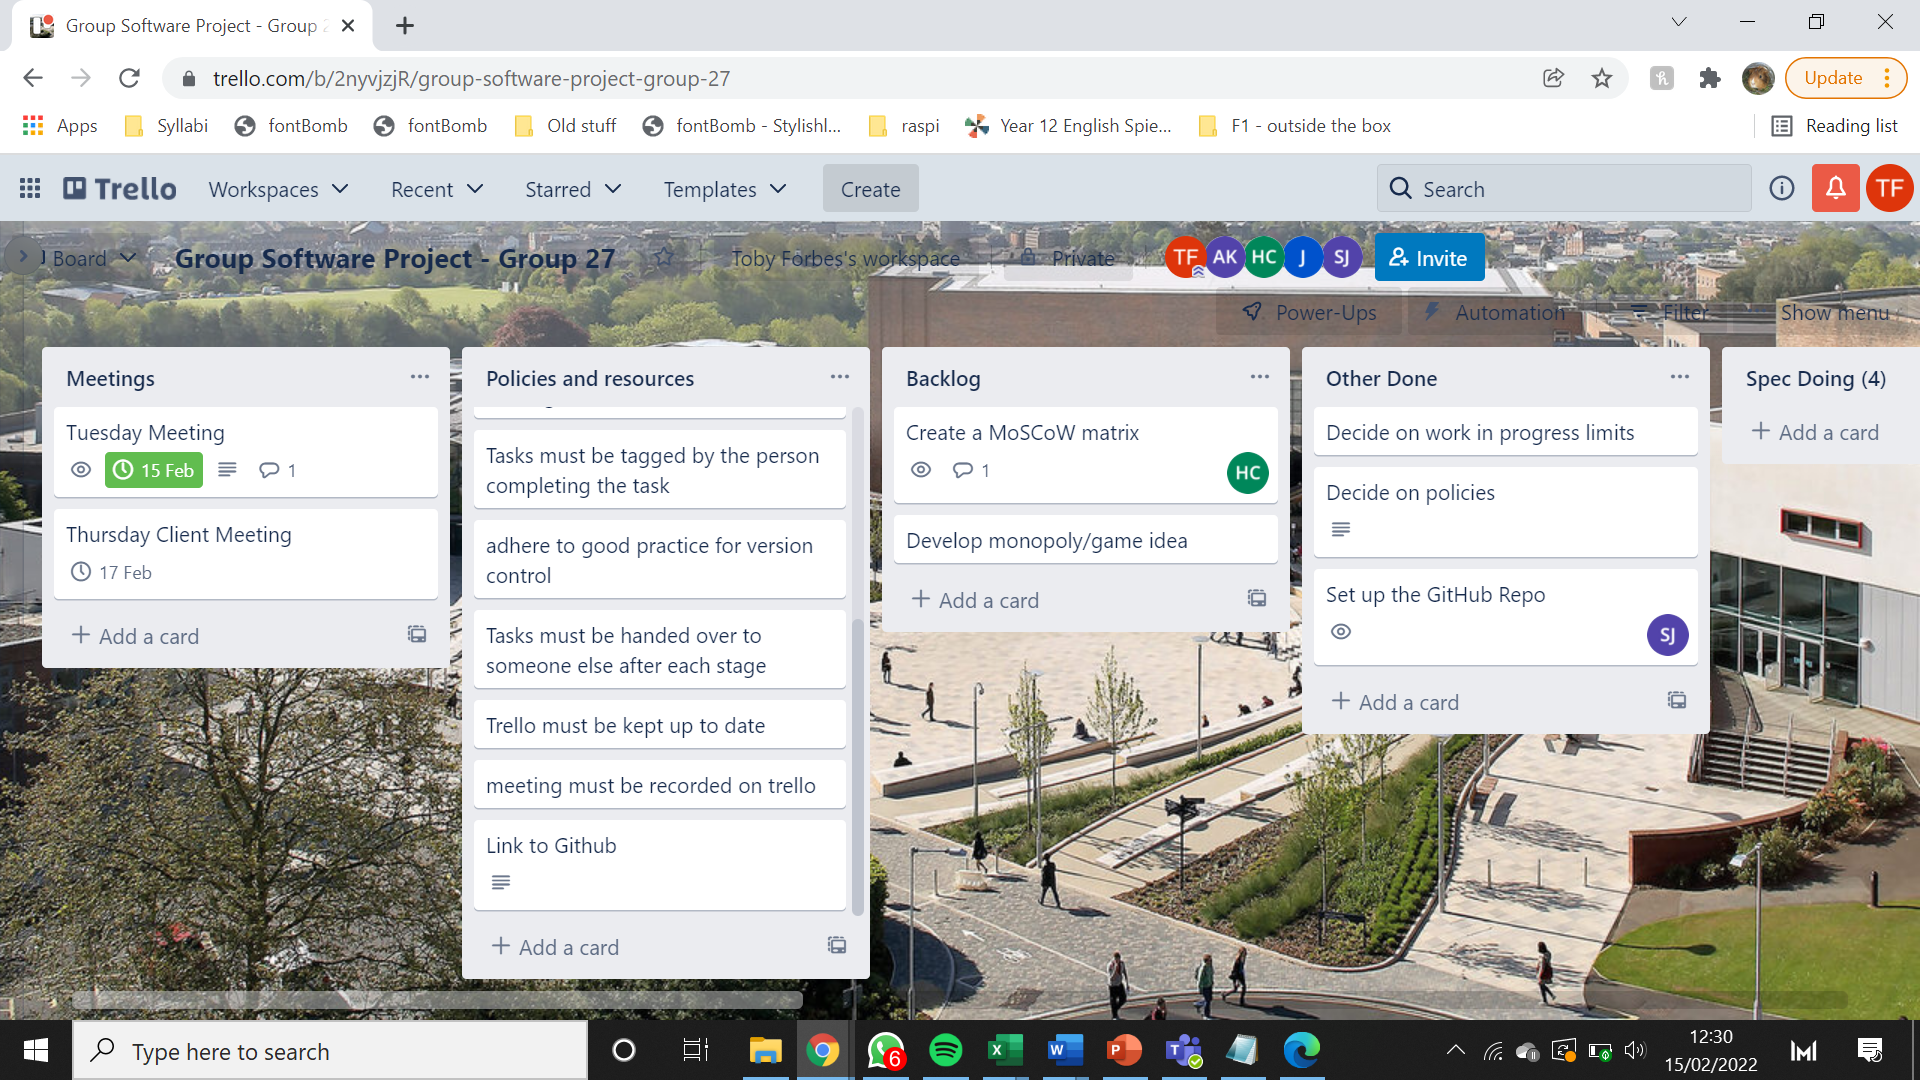 Group Software Project - Group 2
trello.com/b/2nyvjzjR/group-software-project-group-27
Update
Apps
Syllabi
fontBomb
fontBomb
Old stuff
fontBomb - Stylishl...
raspi
Year 12 English Spie...
F1 - outside the box
Reading list
Trello
Workspaces
Recent
Starred
Templates
Create
Search
TF
Board
Group Software Project - Group 27
Toby Forbes's workspace
Private
TF
AK
HC
J
SJ
Invite
Power-Ups
Automation
Filter
Show menu
Meetings
Tuesday Meeting
15 Feb
1
Thursday Client Meeting
17 Feb
+ Add a card
Policies and resources
Tasks must be tagged by the person
completing the task
adhere to good practice for version
control
Tasks must be handed over to
someone else after each stage
Trello must be kept up to date
meeting must be recorded on trello
Link to Github
+ Add a card
Backlog
Create a MoSCoW matrix
1
HC
Develop monopoly/game idea
+ Add a card
Other Done
Decide on work in progress limits
Decide on policies
Set up the GitHub Repo
SJ
+ Add a card
Spec Doing (4)
+ Add a card
Type here to search
6
12:30
15/02/2022